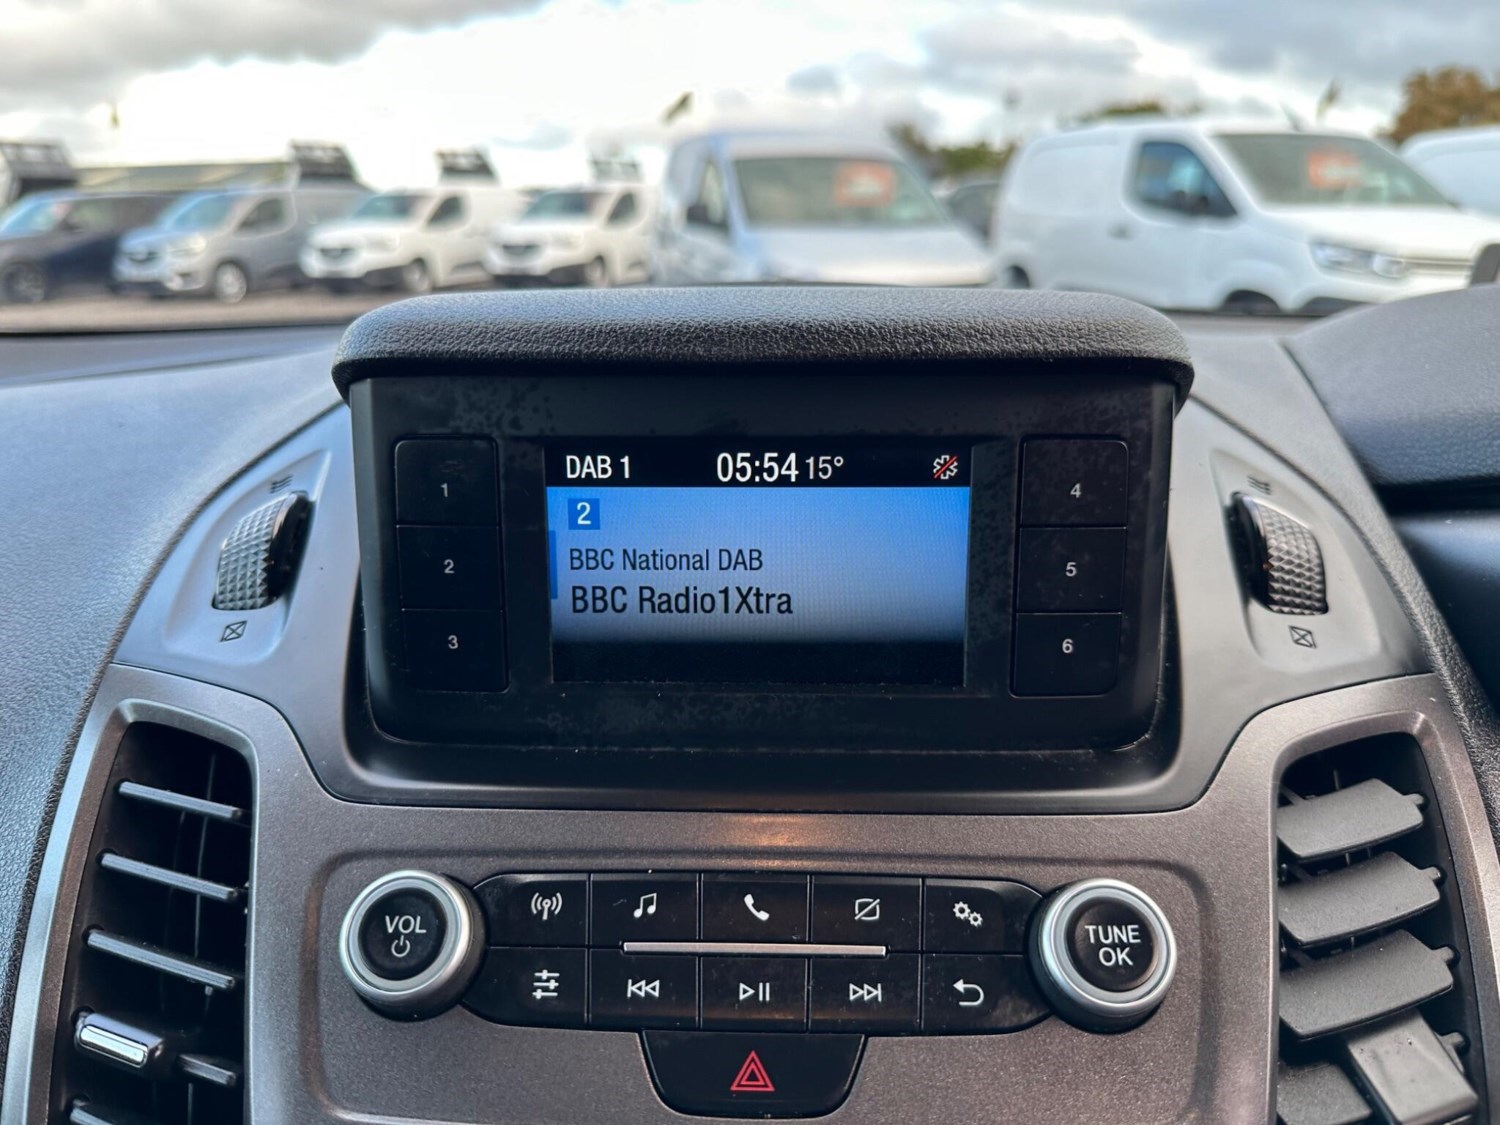 DAB 1 05:54 15°
2
BBC National DAB
BBC Radio1Xtra
1
2
3
4
5
6
VOL
TUNE
OK